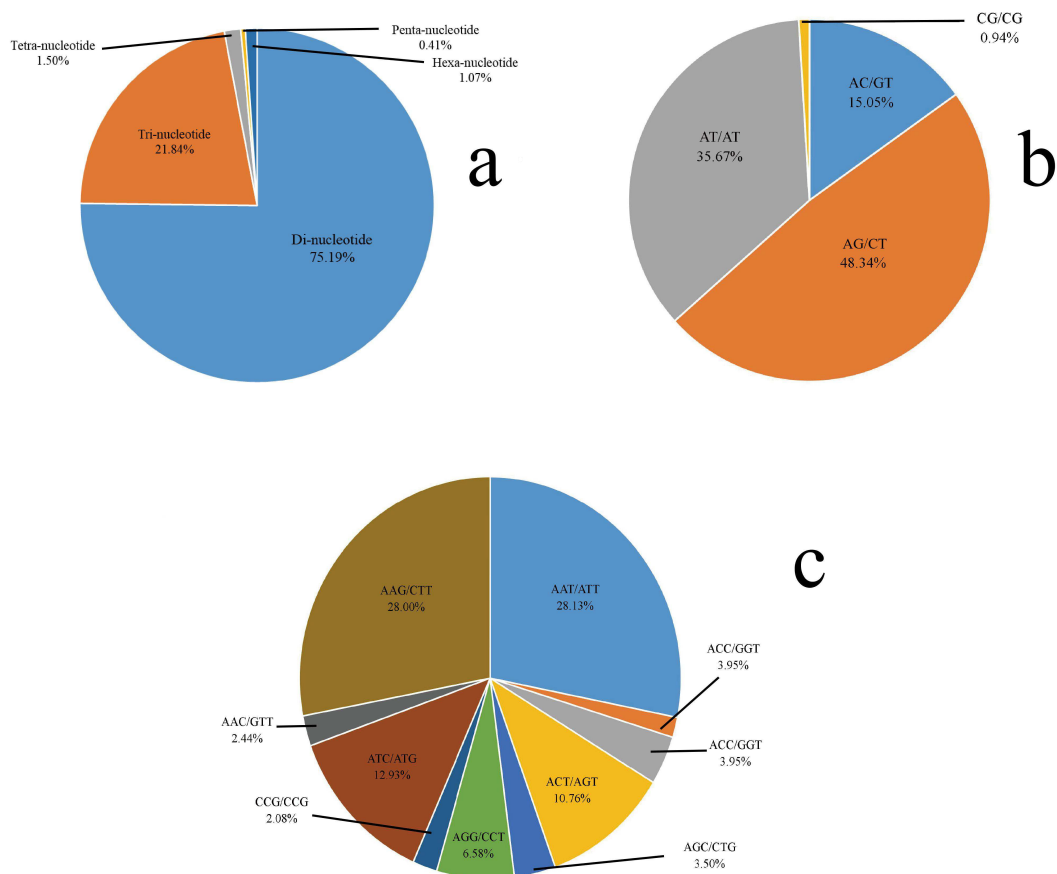 Tetra-nucleotide
1.50%
Penta-nucleotide
0.41%
Hexa-nucleotide
1.07%
Tri-nucleotide
21.84%
Di-nucleotide
75.19%
a
CG/CG
0.94%
AC/GT
15.05%
AT/AT
35.67%
AG/CT
48.34%
b
AAG/CTT
28.00%
AAT/ATT
28.13%
c
ACC/GGT
3.95%
ACC/GGT
3.95%
AAC/GTT
2.44%
ATC/ATG
12.93%
ACT/AGT
10.76%
CCG/CCG
2.08%
AGG/CCT
6.58%
AGC/CTG
3.50%